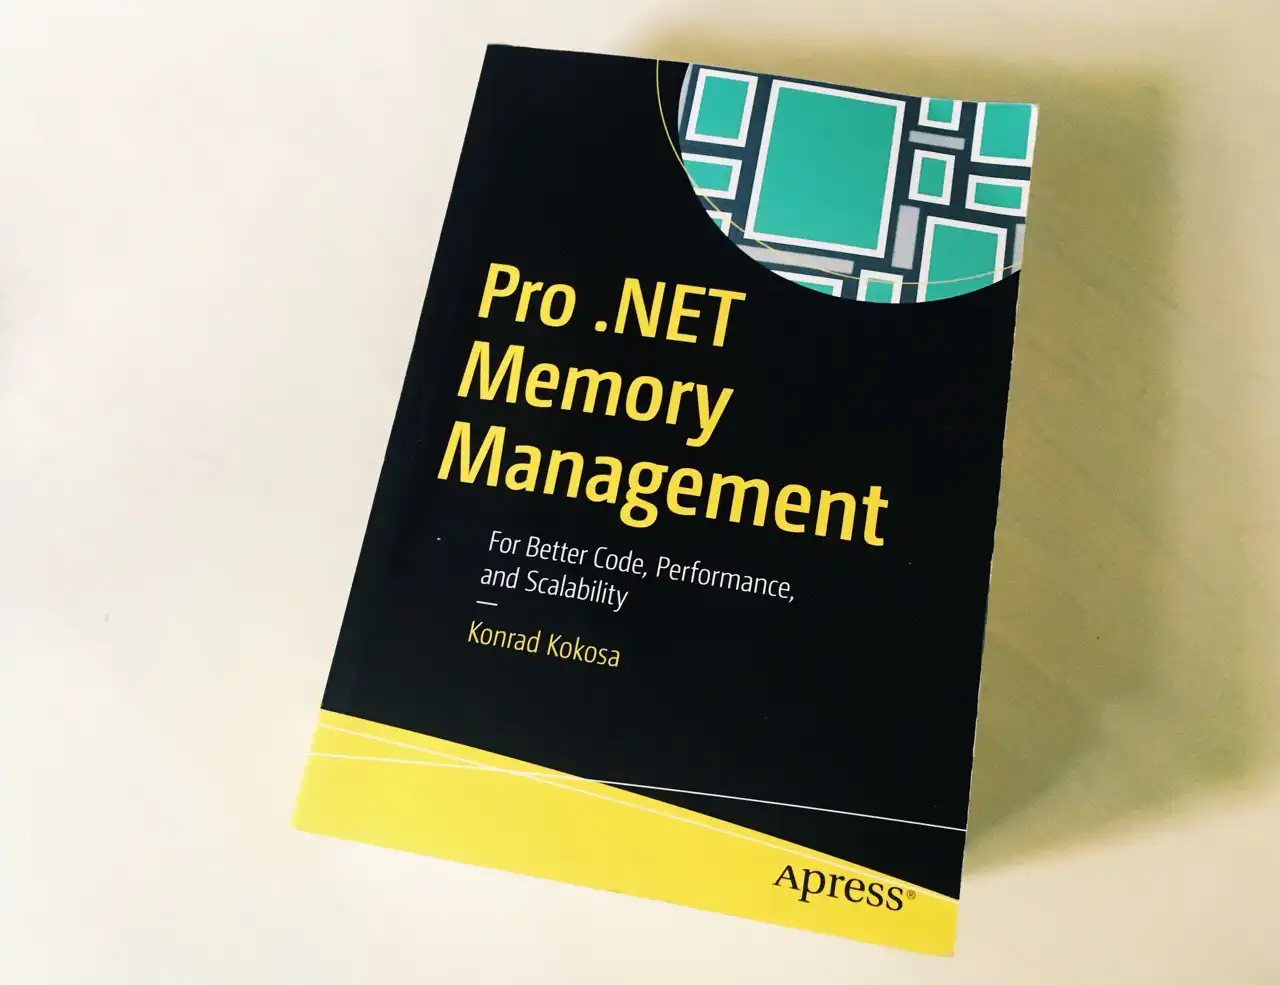 Pro .NET
Memory
Management
For Better Code, Performance,
and Scalability
—
Konrad Kokosa
Apress®